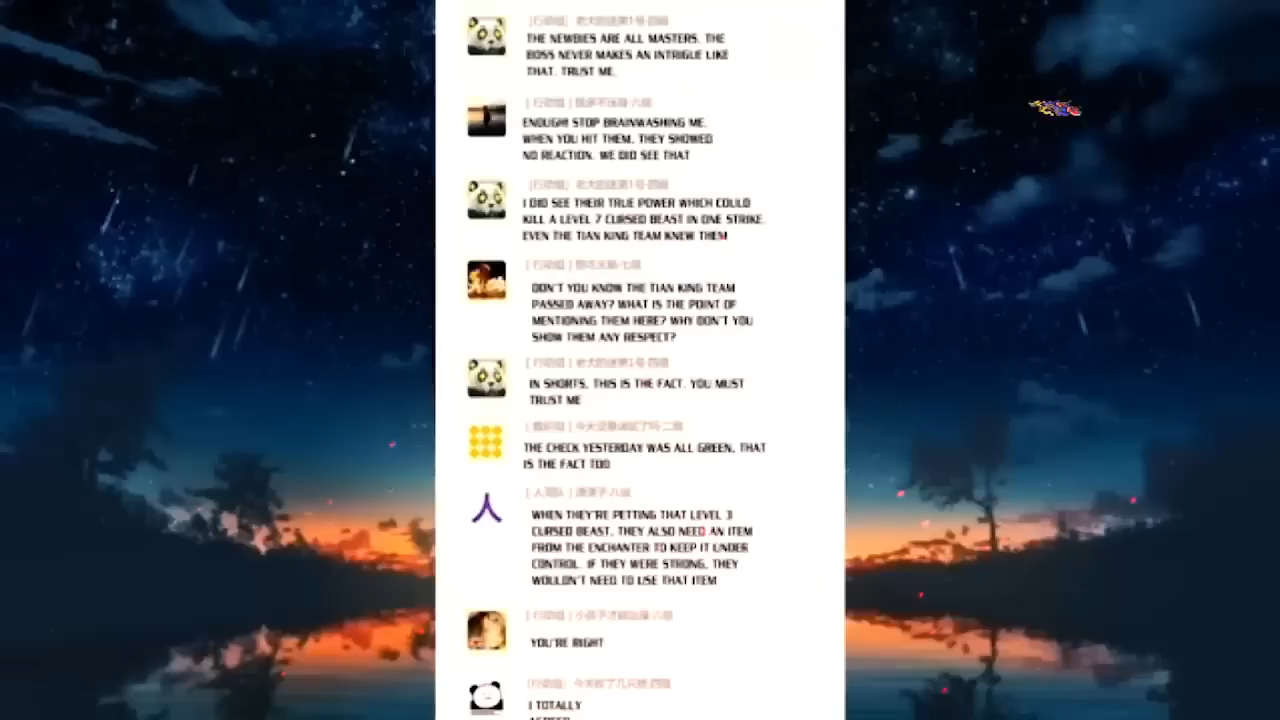 THE NEWBIES ARE ALL MASTERS. THE
BOSS NEVER MAKES AN INTRIGUE LIKE
THAT. TRUST ME.
ENOUGH! STOP BRAINWASHING ME.
WHEN YOU HIT THEM, THEY SHOWED
NO REACTION. WE DID SEE THAT
I DID SEE THEIR TRUE POWER WHICH COULD
KILL A LEVEL 7 CURSED BEAST IN ONE STRIKE.
EVEN THE TIAN KING TEAM KNEW THEM
DON'T YOU KNOW THE TIAN KING TEAM
PASSED AWAY? WHAT IS THE POINT OF
MENTIONING THEM HERE? WHY DON'T YOU
SHOW THEM ANY RESPECT?
IN SHORTS, THIS IS THE FACT. YOU MUST
TRUST ME
THE CHECK YESTERDAY WAS ALL GREEN, THAT
IS THE FACT TOO
人
WHEN THEY'RE PETTING THAT LEVEL 3
CURSED BEAST, THEY ALSO NEED AN ITEM
FROM THE ENCHANTER TO KEEP IT UNDER
CONTROL. IF THEY WERE STRONG, THEY
WOULDN'T NEED TO USE THAT ITEM
YOU'RE RIGHT
I TOTALLY